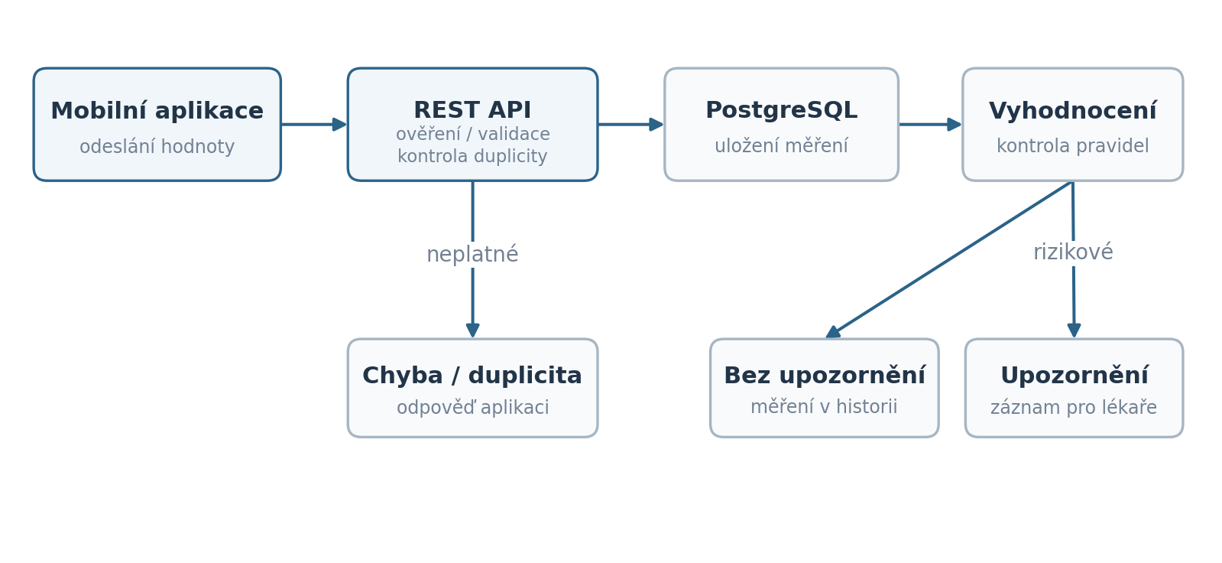 Mobilní aplikace
odeslání hodnoty
REST API
ověření / validace
kontrola duplicity
PostgreSQL
uložení měření
Vyhodnocení
kontrola pravidel
neplatné
rizikové
Chyba / duplicita
odpověď aplikaci
Bez upozornění
měření v historii
Upozornění
záznam pro lékaře